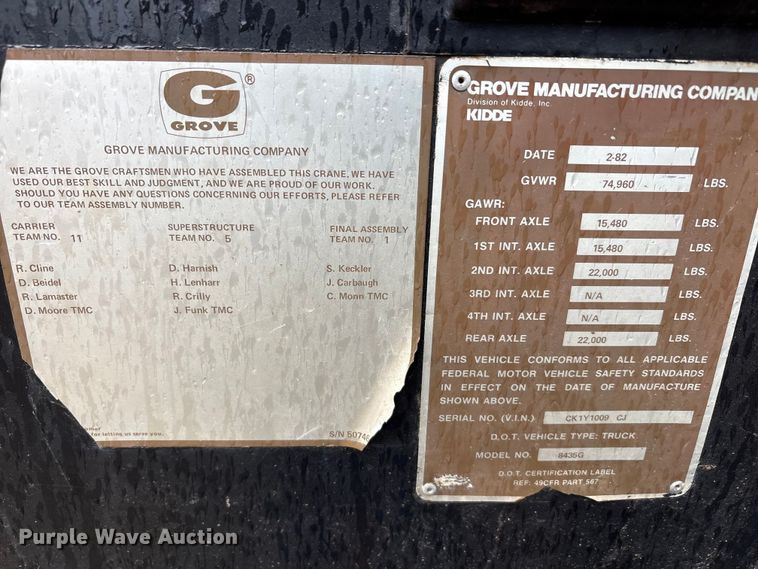 G ®
GROVE
GROVE MANUFACTURING COMPANY
WE ARE THE GROVE CRAFTSMEN WHO HAVE ASSEMBLED THIS CRANE. WE HAVE
USED OUR BEST SKILL AND JUDGMENT, AND WE ARE PROUD OF OUR WORK.
SHOULD YOU HAVE ANY QUESTIONS CONCERNING OUR EFFORTS, PLEASE REFER
TO OUR TEAM ASSEMBLY NUMBER.
CARRIER SUPERSTRUCTURE FINAL ASSEMBLY
TEAM NO. 11 TEAM NO. 5 TEAM NO. 1
R. Cline D. Harnish S. Keckler
D. Beidel H. Lenharr J. Carbaugh
R. Lamaster R. Crilly C. Monn TMC
D. Moore TMC J. Funk TMC
for letting us serve you.
S/N 5074
GROVE MANUFACTURING COMPAN
Division of Kidde, Inc.
KIDDE
DATE 2-82
GVWR 74,960 LBS.
GAWR:
FRONT AXLE 15,480 LBS.
1ST INT. AXLE 15,480 LBS.
2ND INT. AXLE 22,000 LBS.
3RD INT. AXLE N/A LBS.
4TH INT. AXLE N/A LBS.
REAR AXLE 22,000 LBS.
THIS VEHICLE CONFORMS TO ALL APPLICABLE
FEDERAL MOTOR VEHICLE SAFETY STANDARDS
IN EFFECT ON THE DATE OF MANUFACTURE
SHOWN ABOVE.
SERIAL NO. (V.I.N.) CK1Y1009 CJ
D.O.T. VEHICLE TYPE: TRUCK
MODEL NO. 8435G
D.O.T. CERTIFICATION LABEL
REF: 49CFR PART 567
Purple Wave Auction